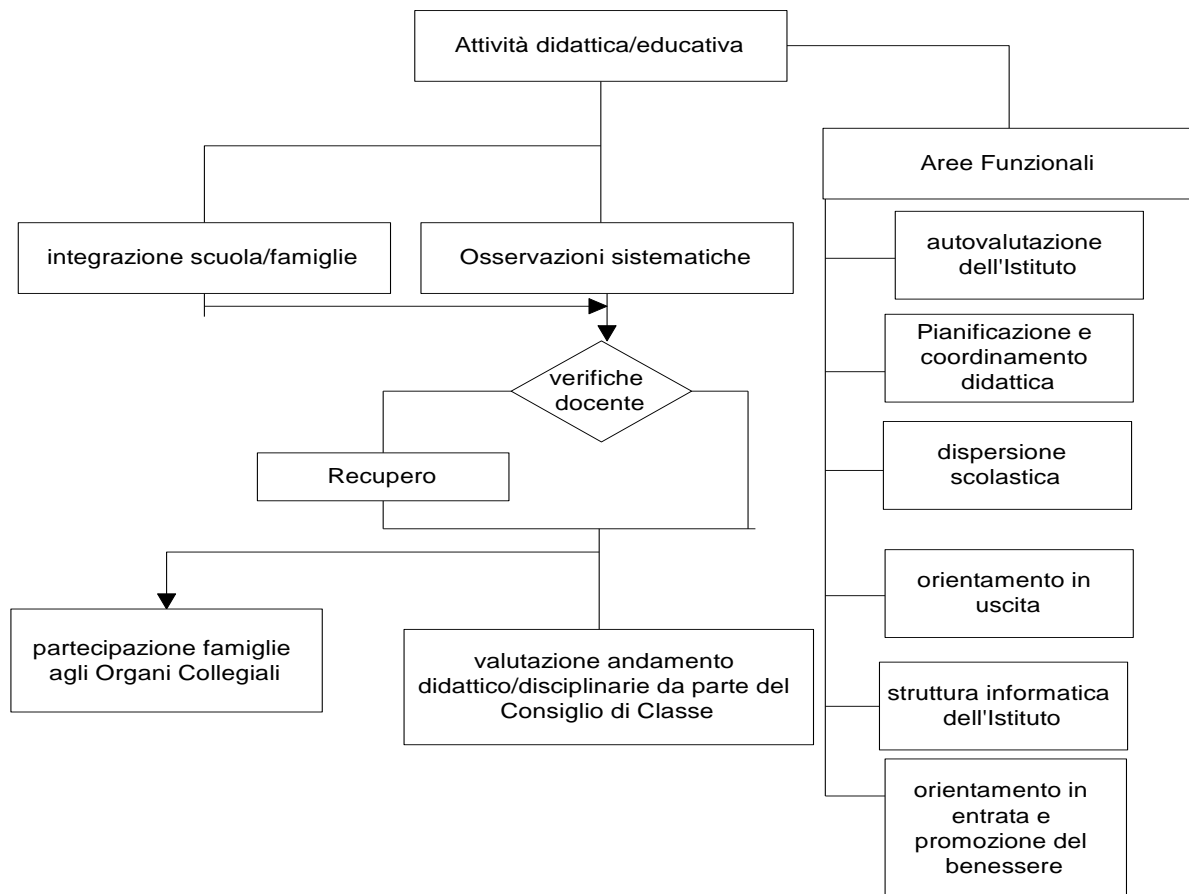 Attività didattica/educativa
Aree Funzionali
integrazione scuola/famiglie
Osservazioni sistematiche
autovalutazione
dell'Istituto
Pianificazione e
coordinamento
didattica
verifiche
docente
Recupero
dispersione
scolastica
orientamento in
uscita
partecipazione famiglie
agli Organi Collegiali
valutazione andamento
didattico/disciplinarie da parte del
Consiglio di Classe
struttura informatica
dell'Istituto
orientamento in
entrata e
promozione del
benessere